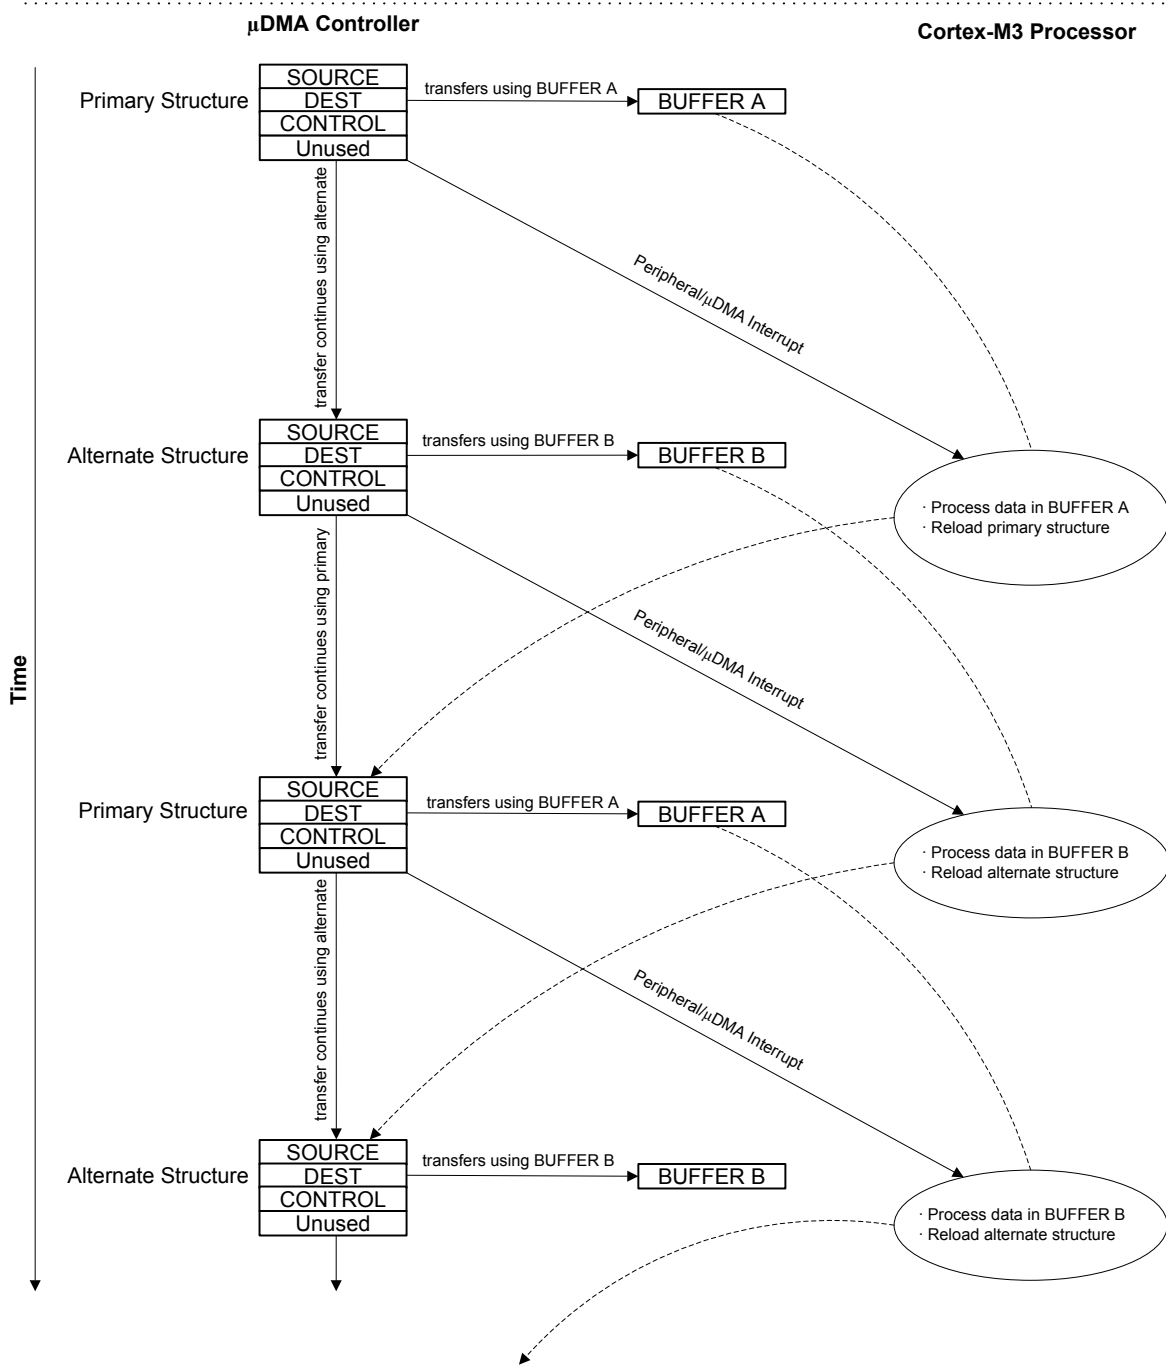 μDMA Controller
Cortex-M3 Processor
SOURCE
Primary Structure
DEST
transfers using BUFFER A
BUFFER A
CONTROL
Unused
transfer continues using alternate
Peripheral/μDMA Interrupt
SOURCE
Alternate Structure
DEST
transfers using BUFFER B
BUFFER B
CONTROL
Unused
· Process data in BUFFER A
· Reload primary structure
transfer continues using primary
Peripheral/μDMA Interrupt
Time
SOURCE
Primary Structure
DEST
transfers using BUFFER A
BUFFER A
CONTROL
Unused
· Process data in BUFFER B
· Reload alternate structure
transfer continues using alternate
Peripheral/μDMA Interrupt
SOURCE
Alternate Structure
DEST
transfers using BUFFER B
BUFFER B
CONTROL
Unused
· Process data in BUFFER B
· Reload alternate structure